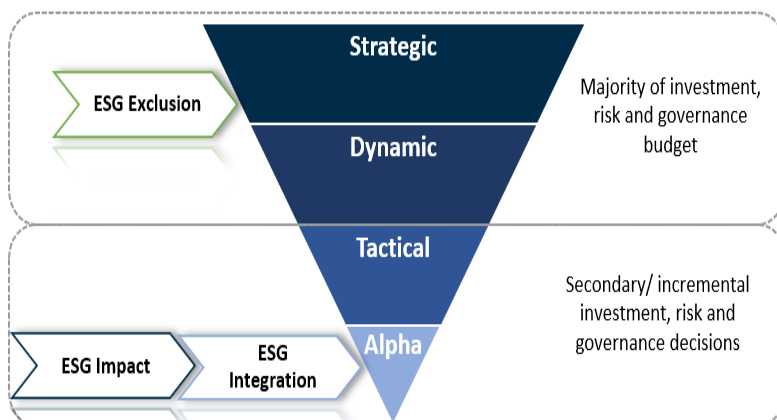 Strategic
ESG Exclusion
Majority of investment,
risk and governance
budget
Dynamic
Tactical
Secondary/ incremental
investment, risk and
governance decisions
Alpha
ESG Impact
ESG
Integration